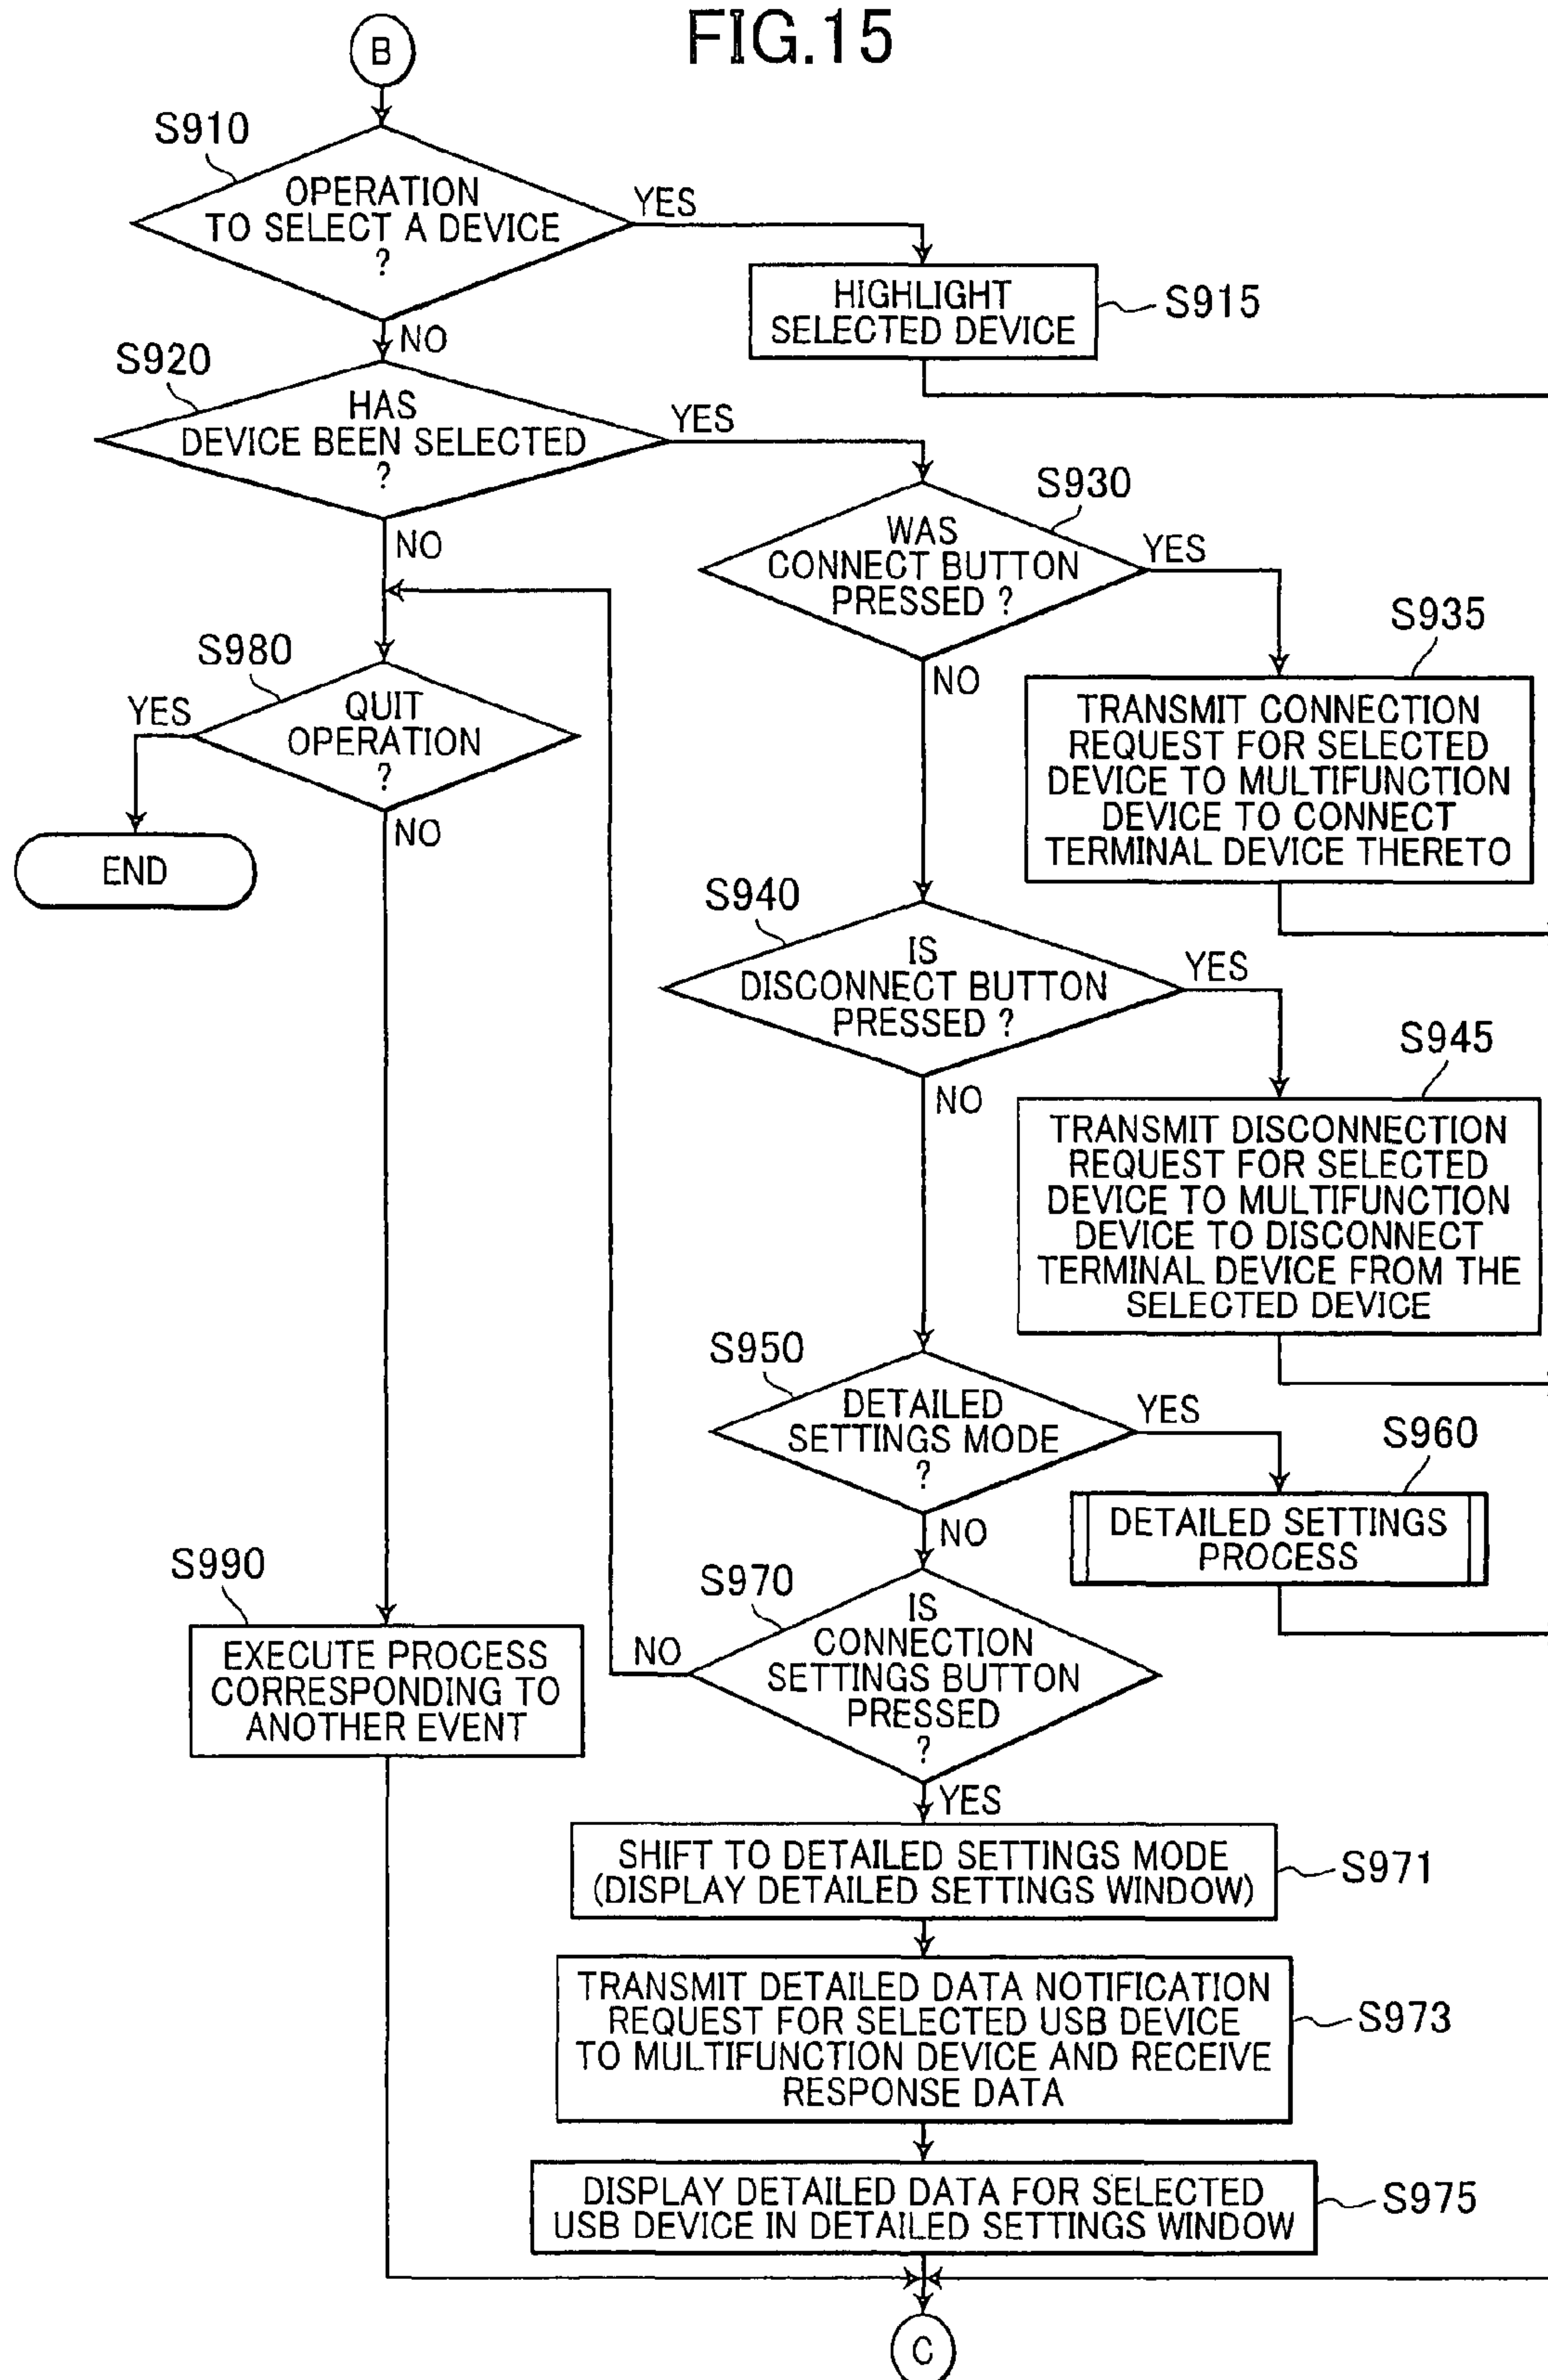 FIG.15
B
S910
OPERATION
TO SELECT A DEVICE
?
YES
NO
HIGHLIGHT
SELECTED DEVICE
S915
S920
HAS
DEVICE BEEN SELECTED
?
YES
NO
S930
WAS
CONNECT BUTTON
PRESSED ?
YES
NO
S935
TRANSMIT CONNECTION
REQUEST FOR SELECTED
DEVICE TO MULTIFUNCTION
DEVICE TO CONNECT
TERMINAL DEVICE THERETO
S980
QUIT
OPERATION
?
YES
NO
END
S940
IS
DISCONNECT BUTTON
PRESSED ?
YES
NO
S945
TRANSMIT DISCONNECTION
REQUEST FOR SELECTED
DEVICE TO MULTIFUNCTION
DEVICE TO DISCONNECT
TERMINAL DEVICE FROM THE
SELECTED DEVICE
S950
DETAILED
SETTINGS MODE
?
YES
NO
S960
DETAILED SETTINGS
PROCESS
S990
EXECUTE PROCESS
CORRESPONDING TO
ANOTHER EVENT
S970
IS
CONNECTION
SETTINGS BUTTON
PRESSED
?
NO
YES
SHIFT TO DETAILED SETTINGS MODE
(DISPLAY DETAILED SETTINGS WINDOW)
S971
TRANSMIT DETAILED DATA NOTIFICATION
REQUEST FOR SELECTED USB DEVICE
TO MULTIFUNCTION DEVICE AND RECEIVE
RESPONSE DATA
S973
DISPLAY DETAILED DATA FOR SELECTED
USB DEVICE IN DETAILED SETTINGS WINDOW
S975
C